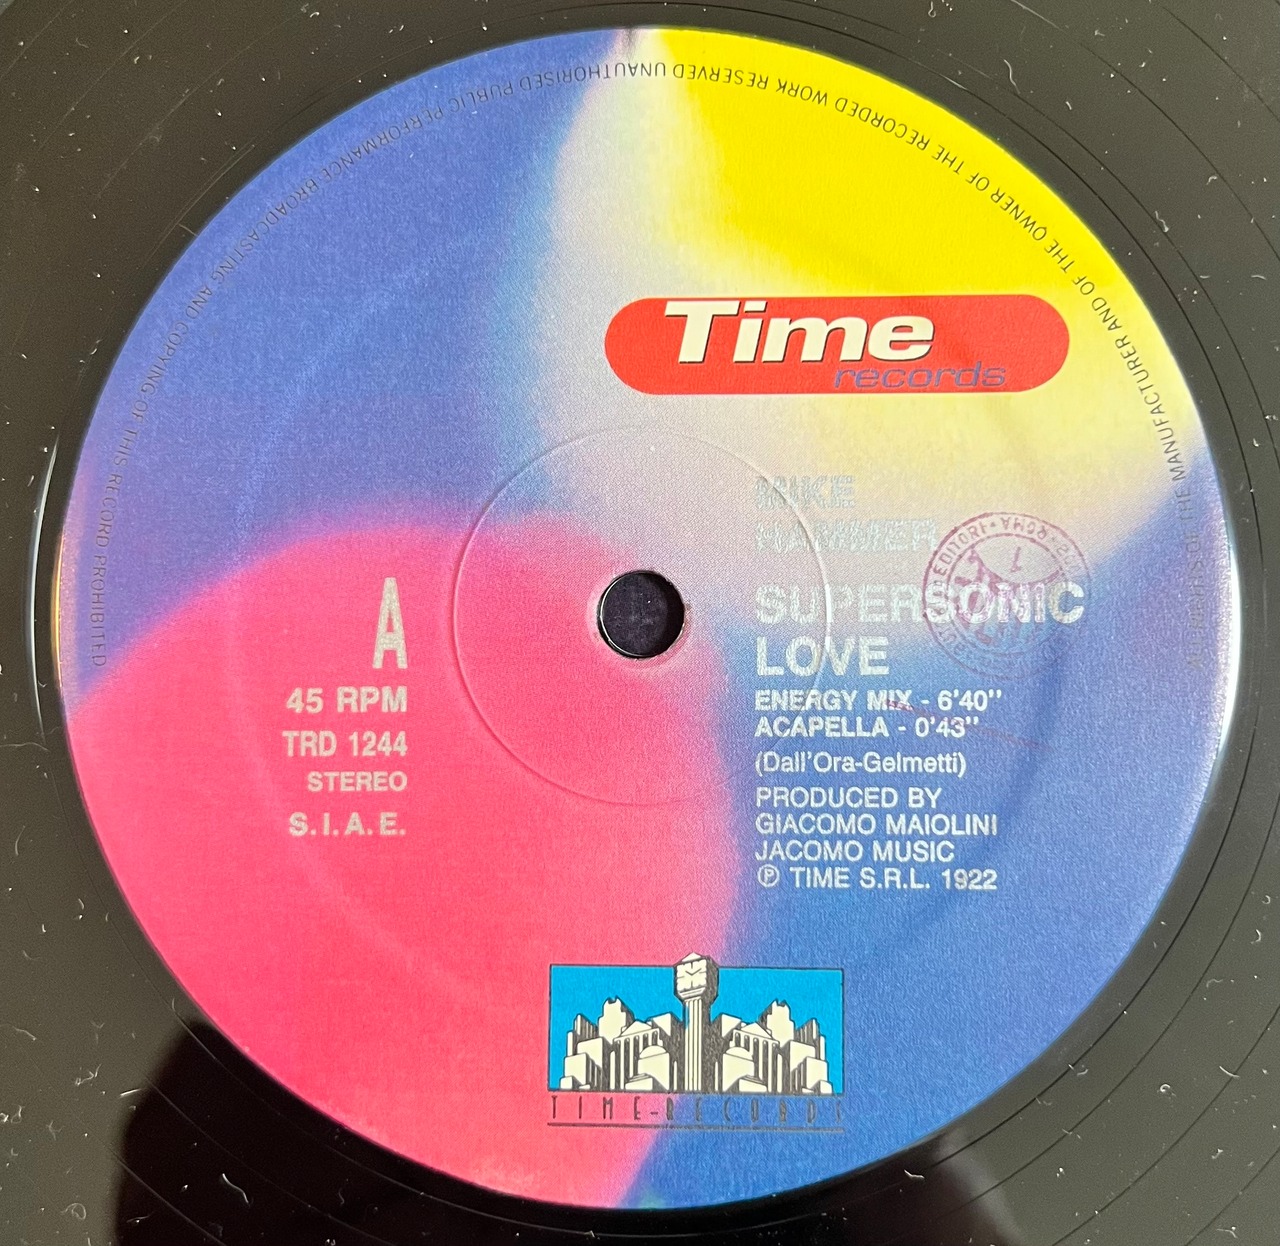 ALL RIGHTS OF THE MANUFACTURER AND OF THE OWNER OF THE RECORDED WORK RESERVED UNAUTHORISED PUBLIC PERFORMANCE BROADCASTING AND COPYING OF THIS RECORD PROHIBITED
Time
records
MIKE
HAMMER
SUPERSONIC
LOVE
ENERGY MIX - 6'40"
ACAPELLA - 0'43"
(Dall'Ora-Gelmetti)
PRODUCED BY
GIACOMO MAIOLINI
JACOMO MUSIC
℗ TIME S.R.L. 1922
A
45 RPM
TRD 1244
STEREO
S.I.A.E.
EDITORI • ROMA •
TIME-RECORDS